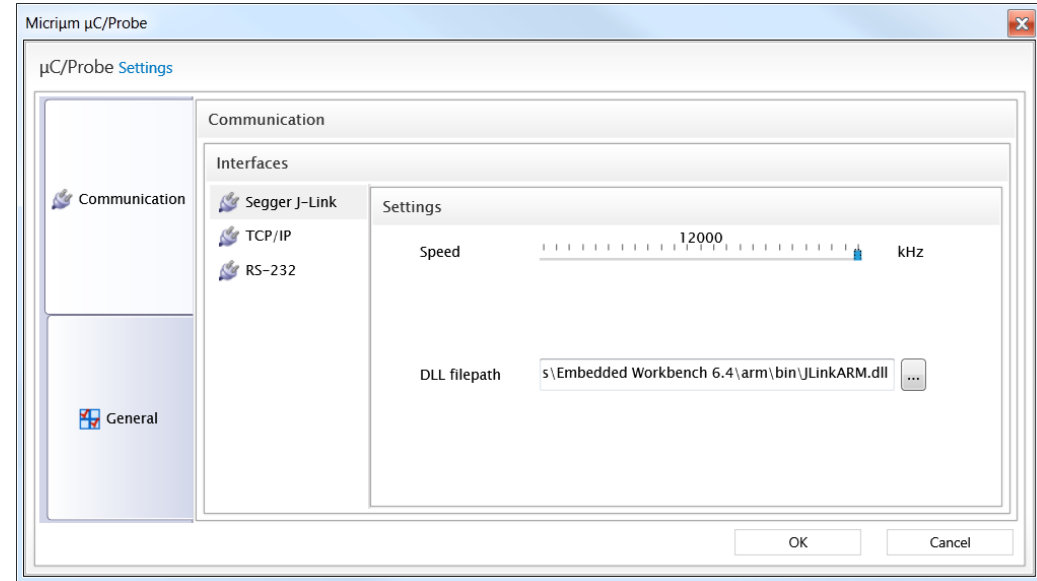 Micriµm µC/Probe
µC/Probe Settings
Communication
General
Communication
Interfaces
Segger J-Link
TCP/IP
RS-232
Settings
Speed
12000
kHz
DLL filepath
s\Embedded Workbench 6.4\arm\bin\JLinkARM.dll
...
OK
Cancel